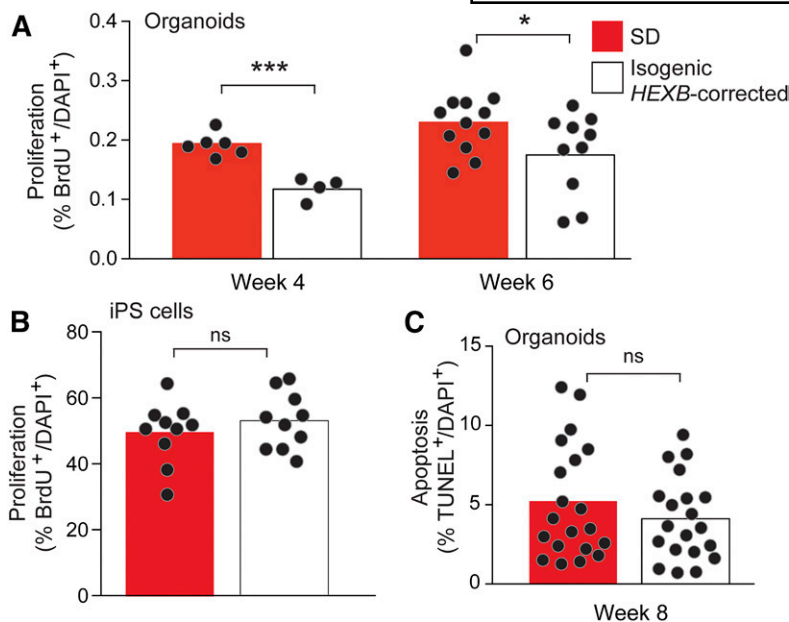 A
Organoids
Proliferation
(% BrdU⁺/DAPI⁺)
0.4
0.3
0.2
0.1
0.0
***
*
Week 4
Week 6
SD
Isogenic
HEXB-corrected
B
iPS cells
Proliferation
(% BrdU⁺/DAPI⁺)
80
60
40
20
0
ns
C
Organoids
Apoptosis
(% TUNEL⁺/DAPI⁺)
15
10
5
0
ns
Week 8